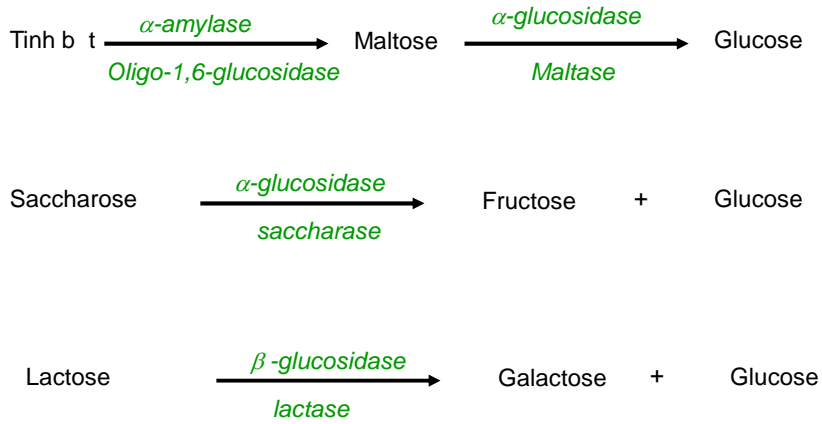 α-amylase α-glucosidase
Tinh b t Maltose Glucose
Oligo-1,6-glucosidase Maltase
α-glucosidase
Saccharose Fructose + Glucose
saccharase
β -glucosidase
Lactose Galactose + Glucose
lactase